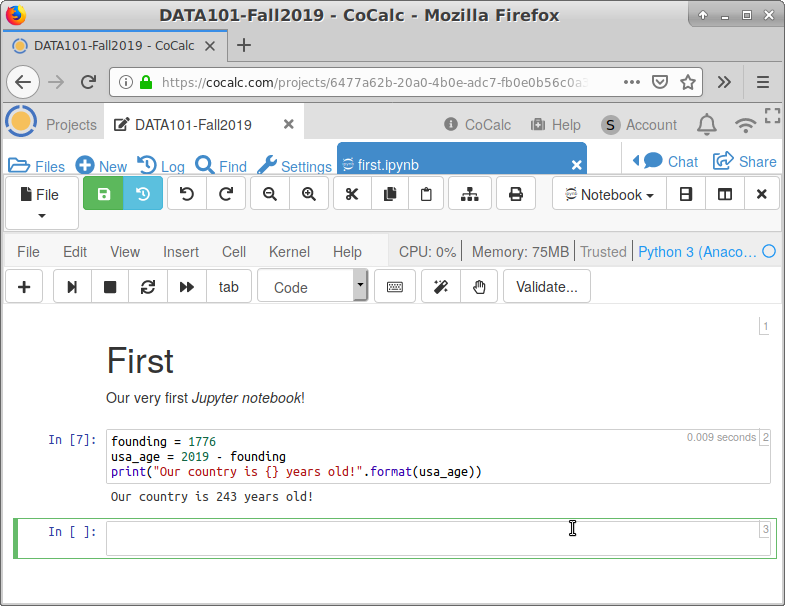 DATA101-Fall2019 - CoCalc - Mozilla Firefox
DATA101-Fall2019 - CoCalc
https://cocalc.com/projects/6477a62b-20a0-4b0e-adc7-fb0e0b56c0a3
Projects DATA101-Fall2019 CoCalc Help S Account
Files New Log Find Settings first.ipynb Chat Share
File Notebook
File Edit View Insert Cell Kernel Help CPU: 0% Memory: 75MB Trusted Python 3 (Anaco…
tab Code Validate...
1
First
Our very first Jupyter notebook!
In [7]: founding = 1776 0.009 seconds 2
usa_age = 2019 - founding
print("Our country is {} years old!".format(usa_age))
Our country is 243 years old!
In [ ]: 3